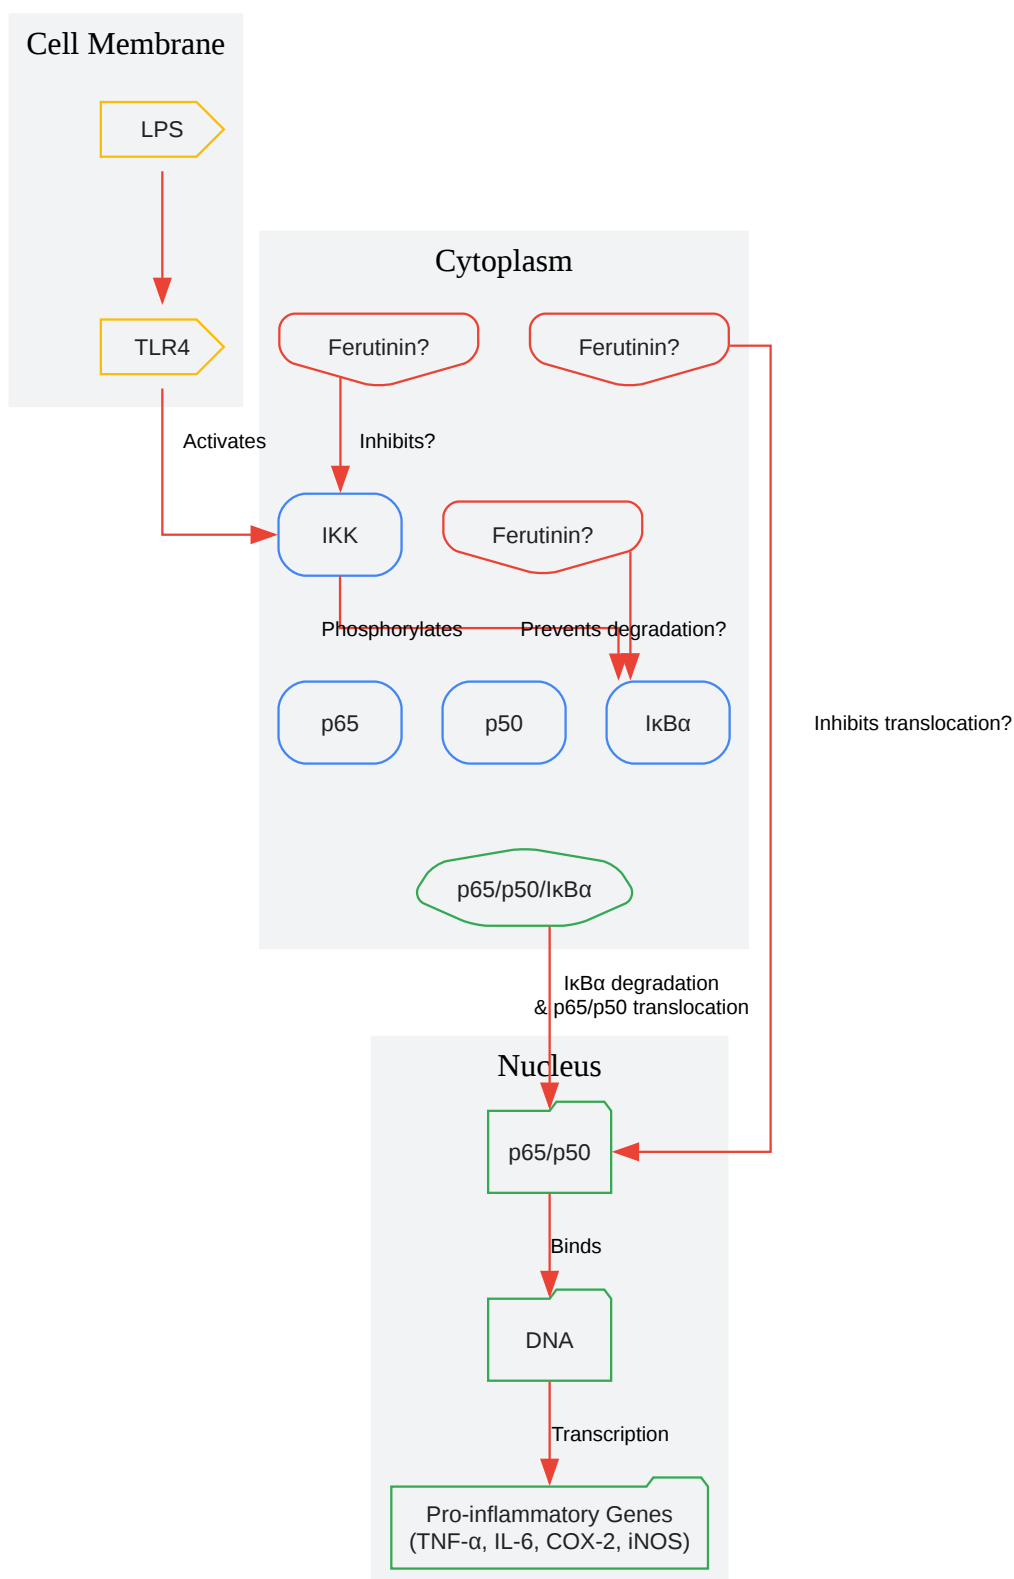 Cell Membrane
LPS
Cytoplasm
TLR4
Ferutinin?
Ferutinin?
Activates
Inhibits?
IKK
Ferutinin?
Phosphorylates
Prevents degradation?
p65
p50
IκBα
Inhibits translocation?
p65/p50/IκBα
IκBα degradation
& p65/p50 translocation
Nucleus
p65/p50
Binds
DNA
Transcription
Pro-inflammatory Genes
(TNF-α, IL-6, COX-2, iNOS)